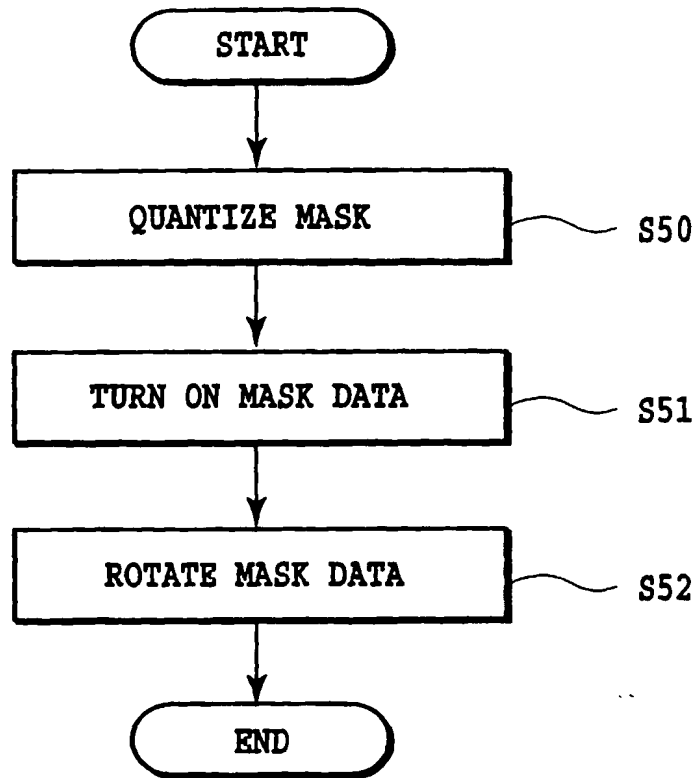 START
QUANTIZE MASK
S50
TURN ON MASK DATA
S51
ROTATE MASK DATA
S52
END